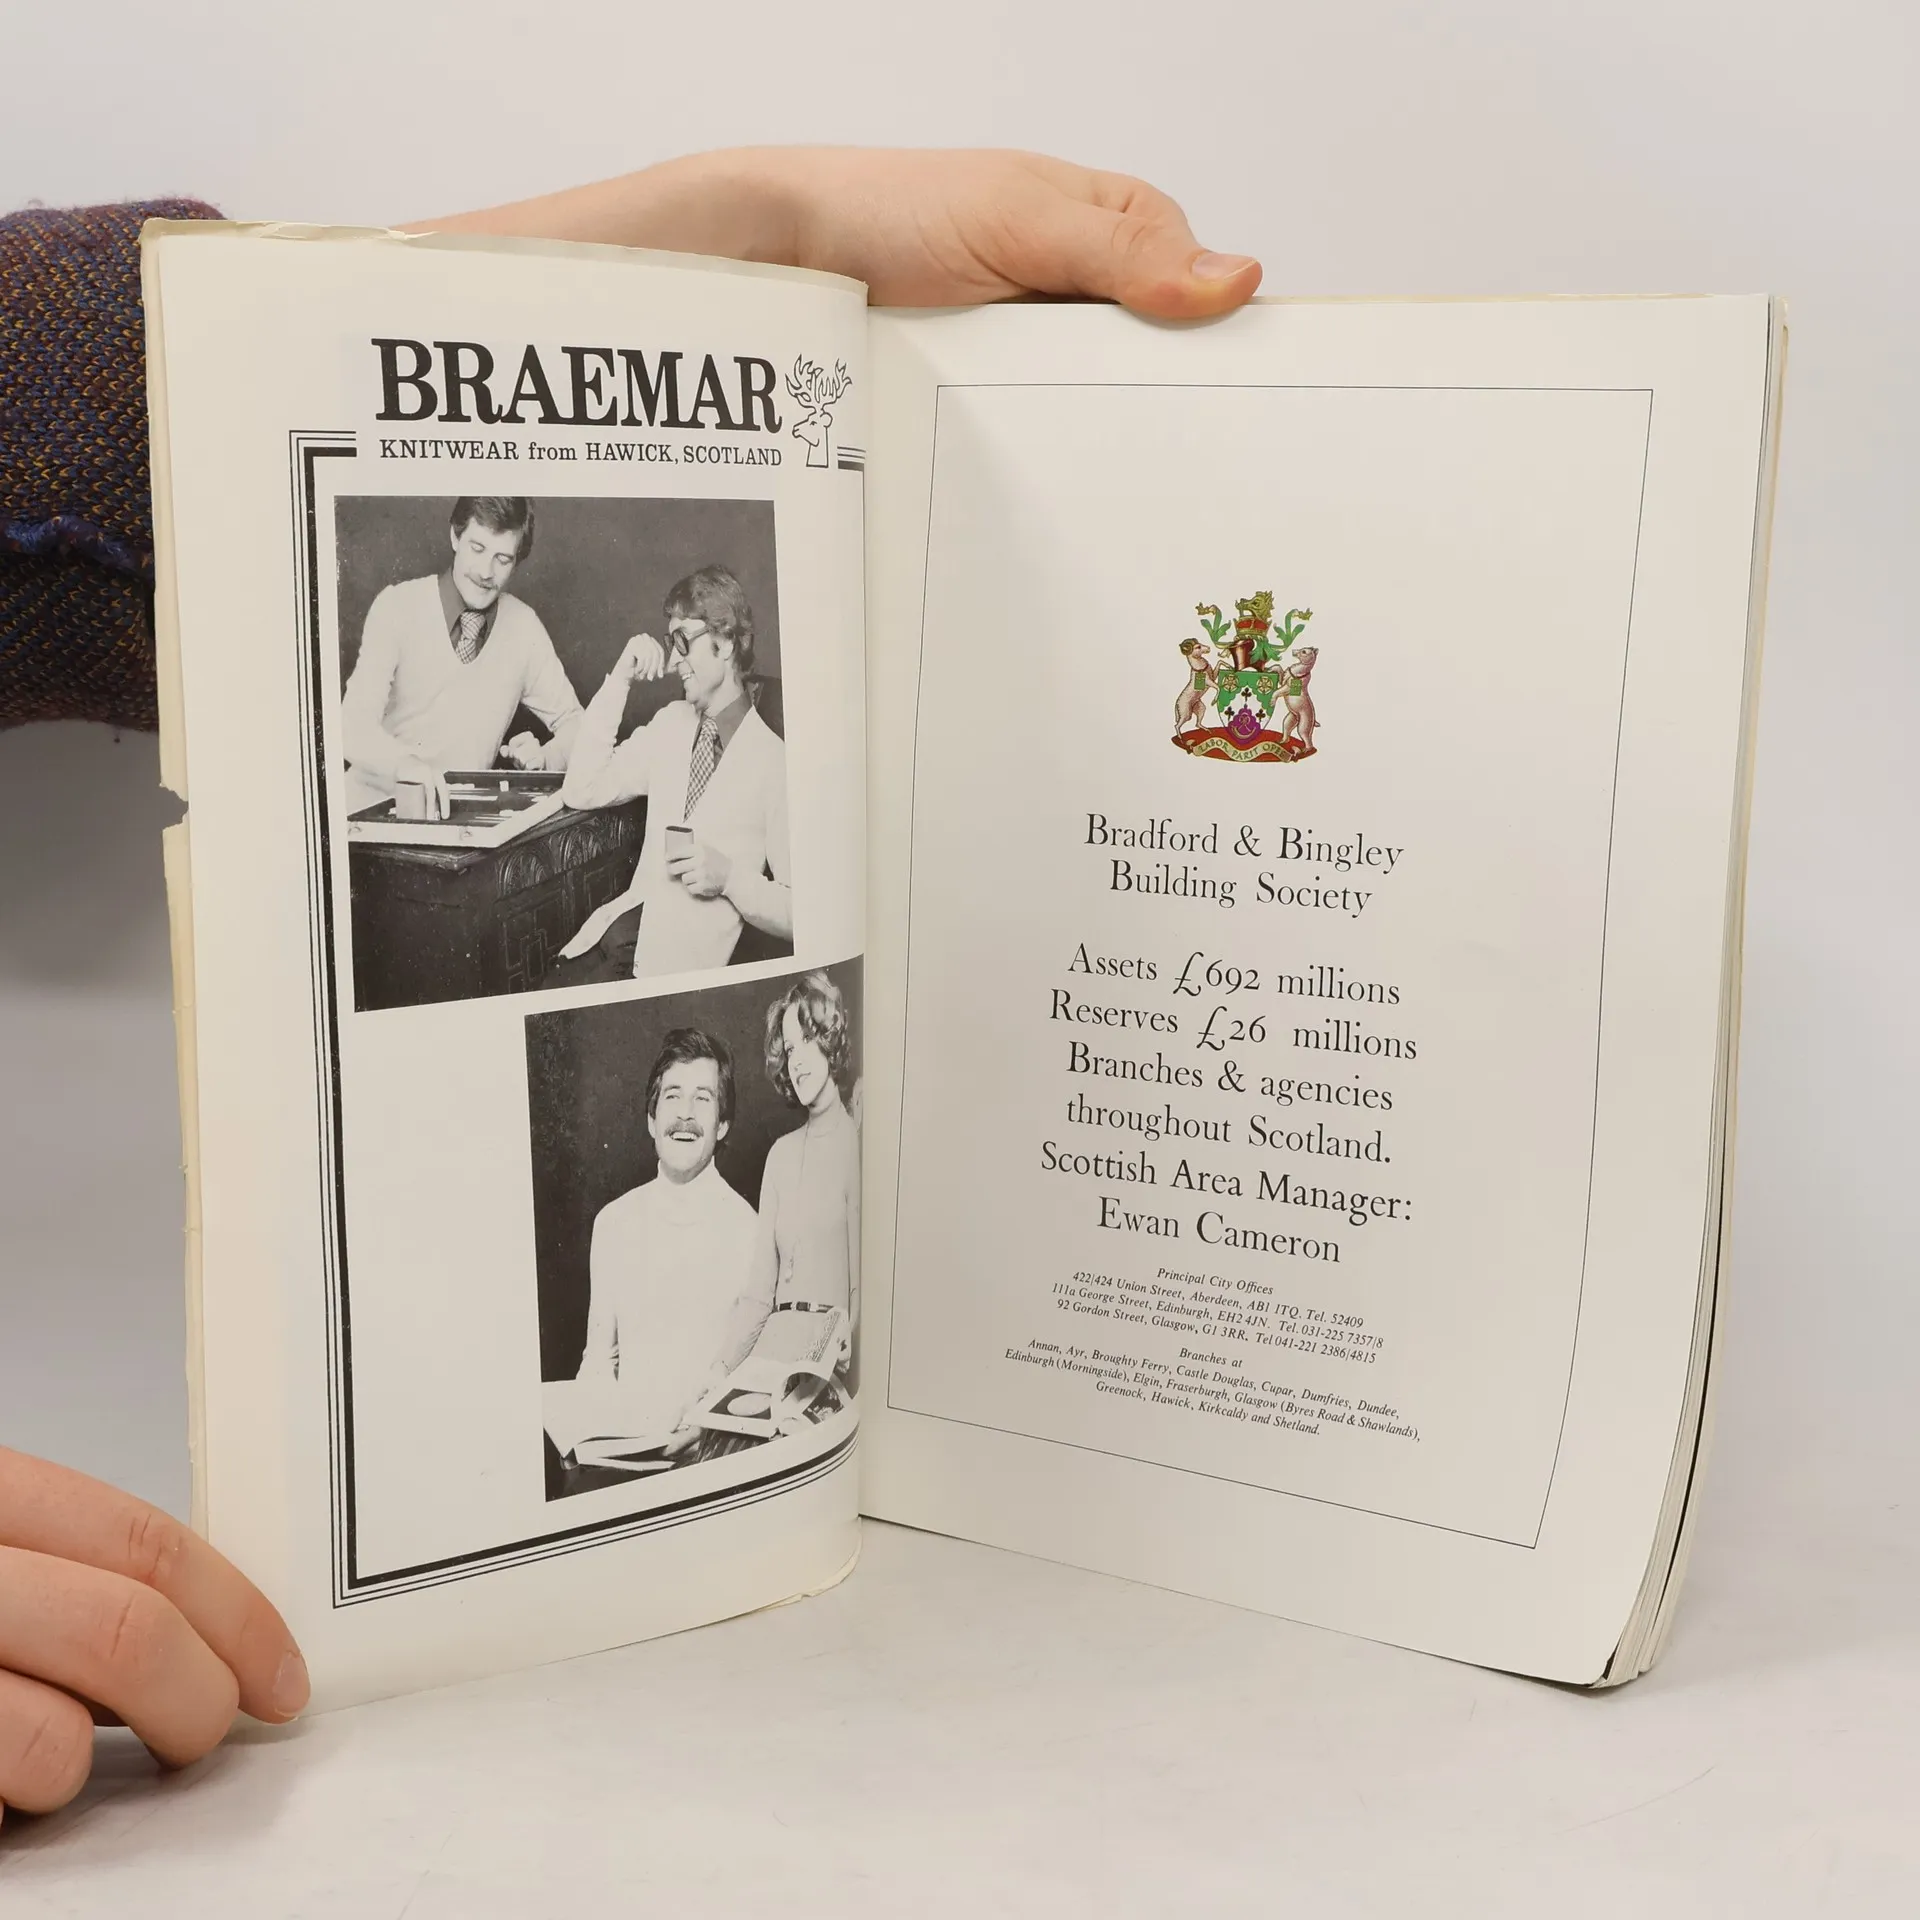 BRAEMAR
KNITWEAR from HAWICK, SCOTLAND
LABOR PARIT OPES
Bradford & Bingley
Building Society
Assets £692 millions
Reserves £26 millions
Branches & agencies
throughout Scotland.
Scottish Area Manager:
Ewan Cameron
Principal City Offices
422/424 Union Street, Aberdeen, AB1 1TQ. Tel. 52409
111a George Street, Edinburgh, EH2 4JN. Tel. 031-225 7357/8
92 Gordon Street, Glasgow, G1 3RR. Tel 041-221 2386/4815
Branches at
Annan, Ayr, Broughty Ferry, Castle Douglas, Cupar, Dumfries, Dundee,
Edinburgh (Morningside), Elgin, Fraserburgh, Glasgow (Byres Road & Shawlands),
Greenock, Hawick, Kirkcaldy and Shetland.